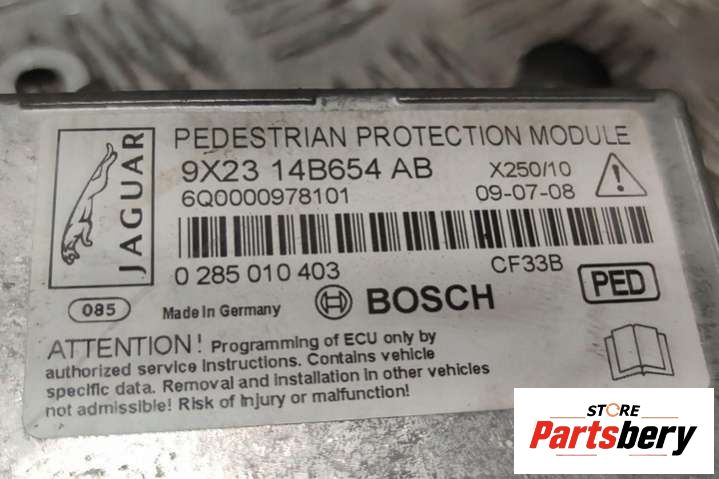 JAGUAR
PEDESTRIAN PROTECTION MODULE
9X23 14B654 AB
X250/10
6Q0000978101
09-07-08
0 285 010 403
CF33B
085
Made in Germany
BOSCH
PED
ATTENTION! Programming of ECU only by
authorized service Instructions. Contains vehicle
specific data. Removal and installation in other vehicles
not admissible! Risk of Injury or malfunction!
STORE
Partsbery